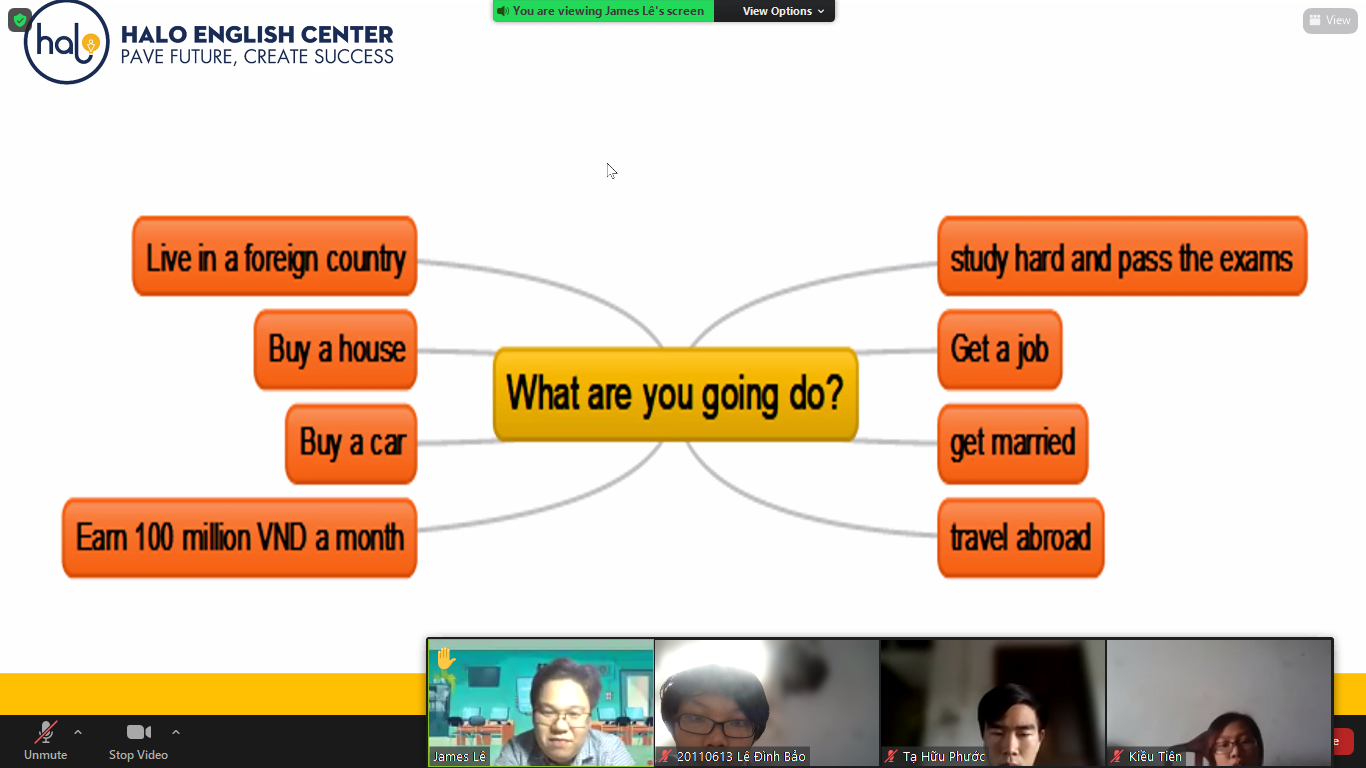 You are viewing James Lê's screen
View Options
View
halo
HALO ENGLISH CENTER
PAVE FUTURE, CREATE SUCCESS
Live in a foreign country
Buy a house
Buy a car
Earn 100 million VND a month
What are you going do?
study hard and pass the exams
Get a job
get married
travel abroad
Unmute
Stop Video
James Lê
20110613 Lê Đình Bảo
Tạ Hữu Phước
Kiều Tiên